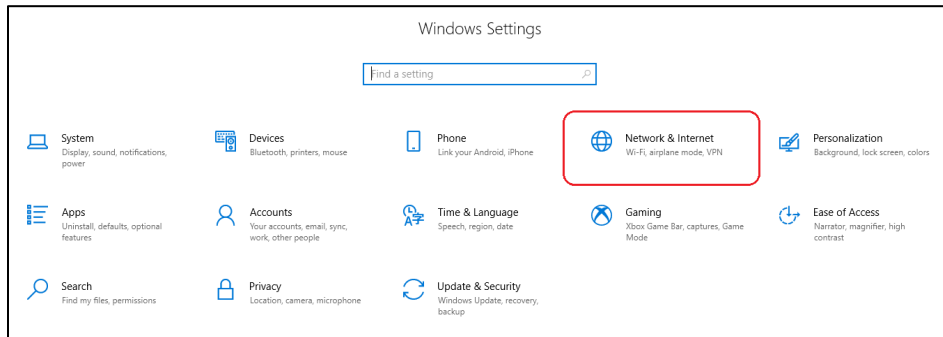 Windows Settings
Find a setting
System
Display, sound, notifications,
power
Devices
Bluetooth, printers, mouse
Phone
Link your Android, iPhone
Network & Internet
Wi-Fi, airplane mode, VPN
Personalization
Background, lock screen, colors
Apps
Uninstall, defaults, optional
features
Accounts
Your accounts, email, sync,
work, other people
A字
Time & Language
Speech, region, date
Gaming
Xbox Game Bar, captures, Game
Mode
Ease of Access
Narrator, magnifier, high
contrast
Search
Find my files, permissions
Privacy
Location, camera, microphone
Update & Security
Windows Update, recovery,
backup